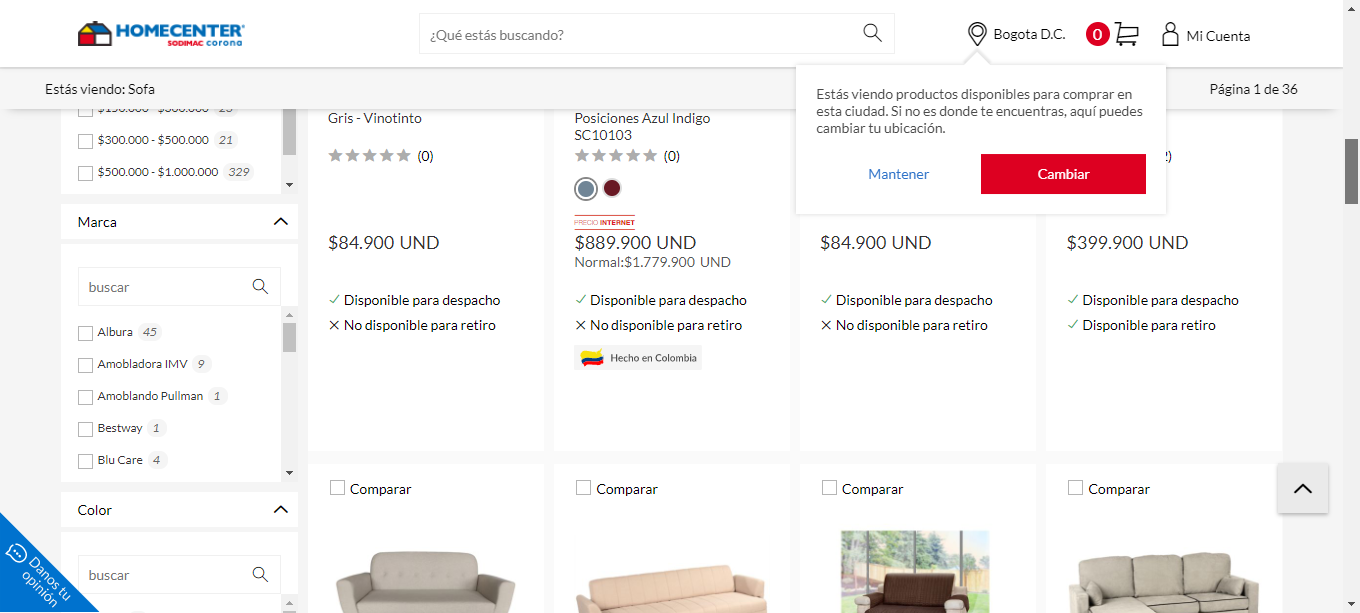 HOMECENTER
SODIMAC corona
¿Qué estás buscando?
Bogota D.C.
0
Mi Cuenta
Estás viendo: Sofa
Página 1 de 36
Estás viendo productos disponibles para comprar en
esta ciudad. Si no es donde te encuentras, aquí puedes
cambiar tu ubicación.
Mantener
Cambiar
$150.000 - $300.000 25
$300.000 - $500.000 21
$500.000 - $1.000.000 329
Marca
buscar
Albura 45
Amobladora IMV 9
Amoblando Pullman 1
Bestway 1
Blu Care 4
Color
buscar
Danos tu
opinión
Gris - Vinotinto
(0)
$84.900 UND
Disponible para despacho
No disponible para retiro
Posiciones Azul Indigo
SC10103
(0)
PRECIO INTERNET
$889.900 UND
Normal:$1.779.900 UND
Disponible para despacho
No disponible para retiro
Hecho en Colombia
$84.900 UND
Disponible para despacho
No disponible para retiro
$399.900 UND
Disponible para despacho
Disponible para retiro
Comparar
Comparar
Comparar
Comparar